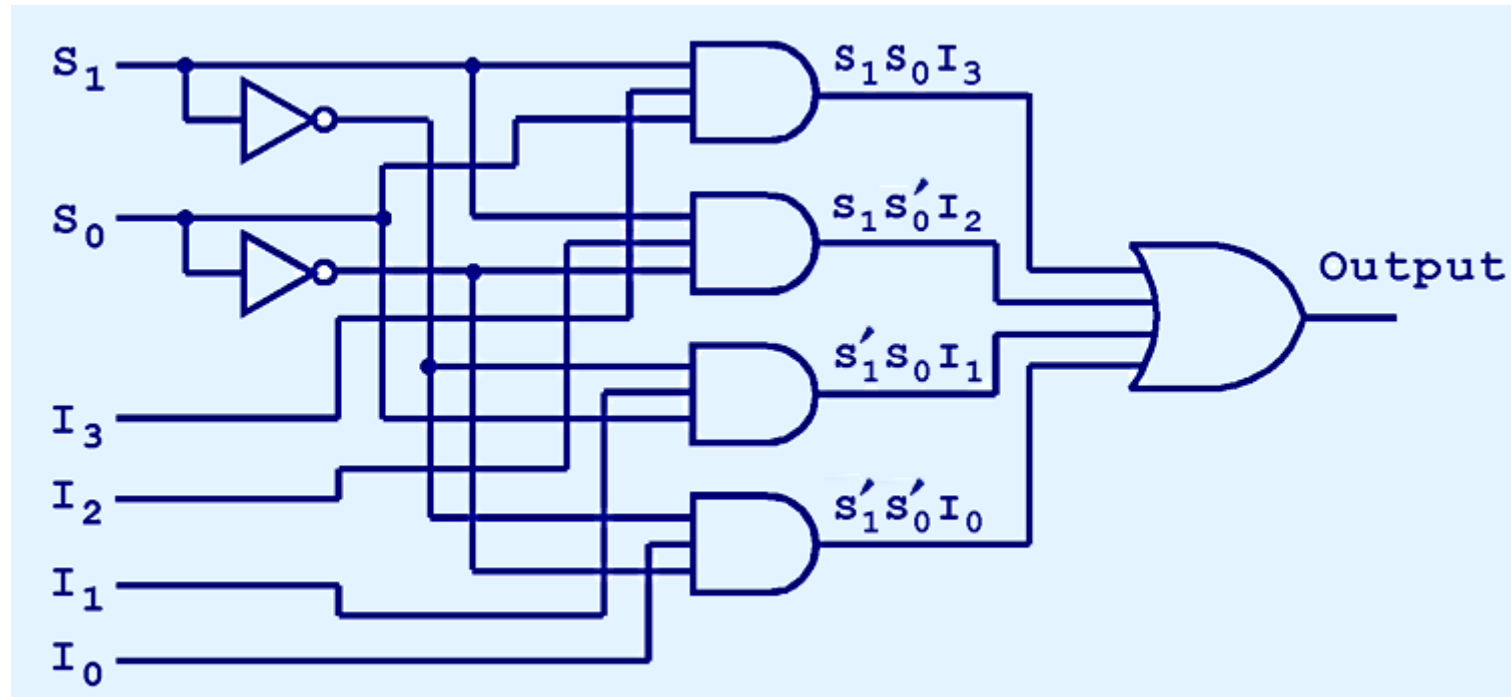 S₁
S₁S₀I₃
S₀
S₁S₀′I₂
Output
S₁′S₀I₁
I₃
I₂
S₁′S₀′I₀
I₁
I₀